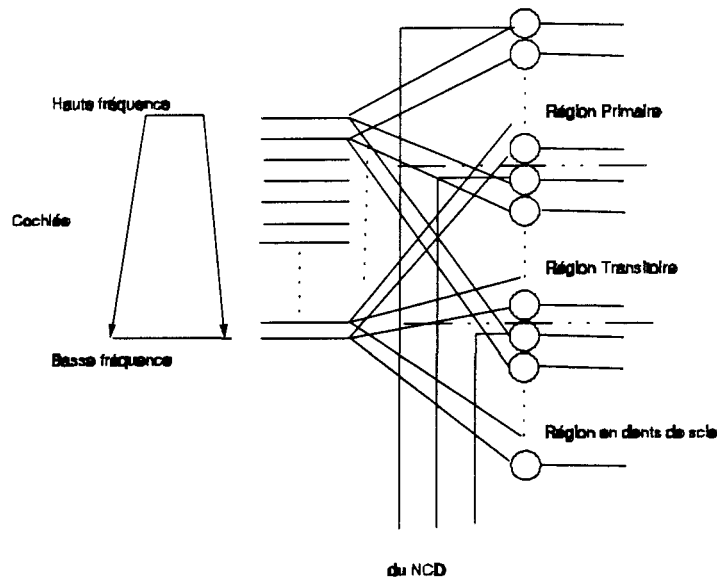 Haute fréquence
Région Primaire
Cochlée
Région Transitoire
Basse fréquence
Région en dents de scie
du NCD